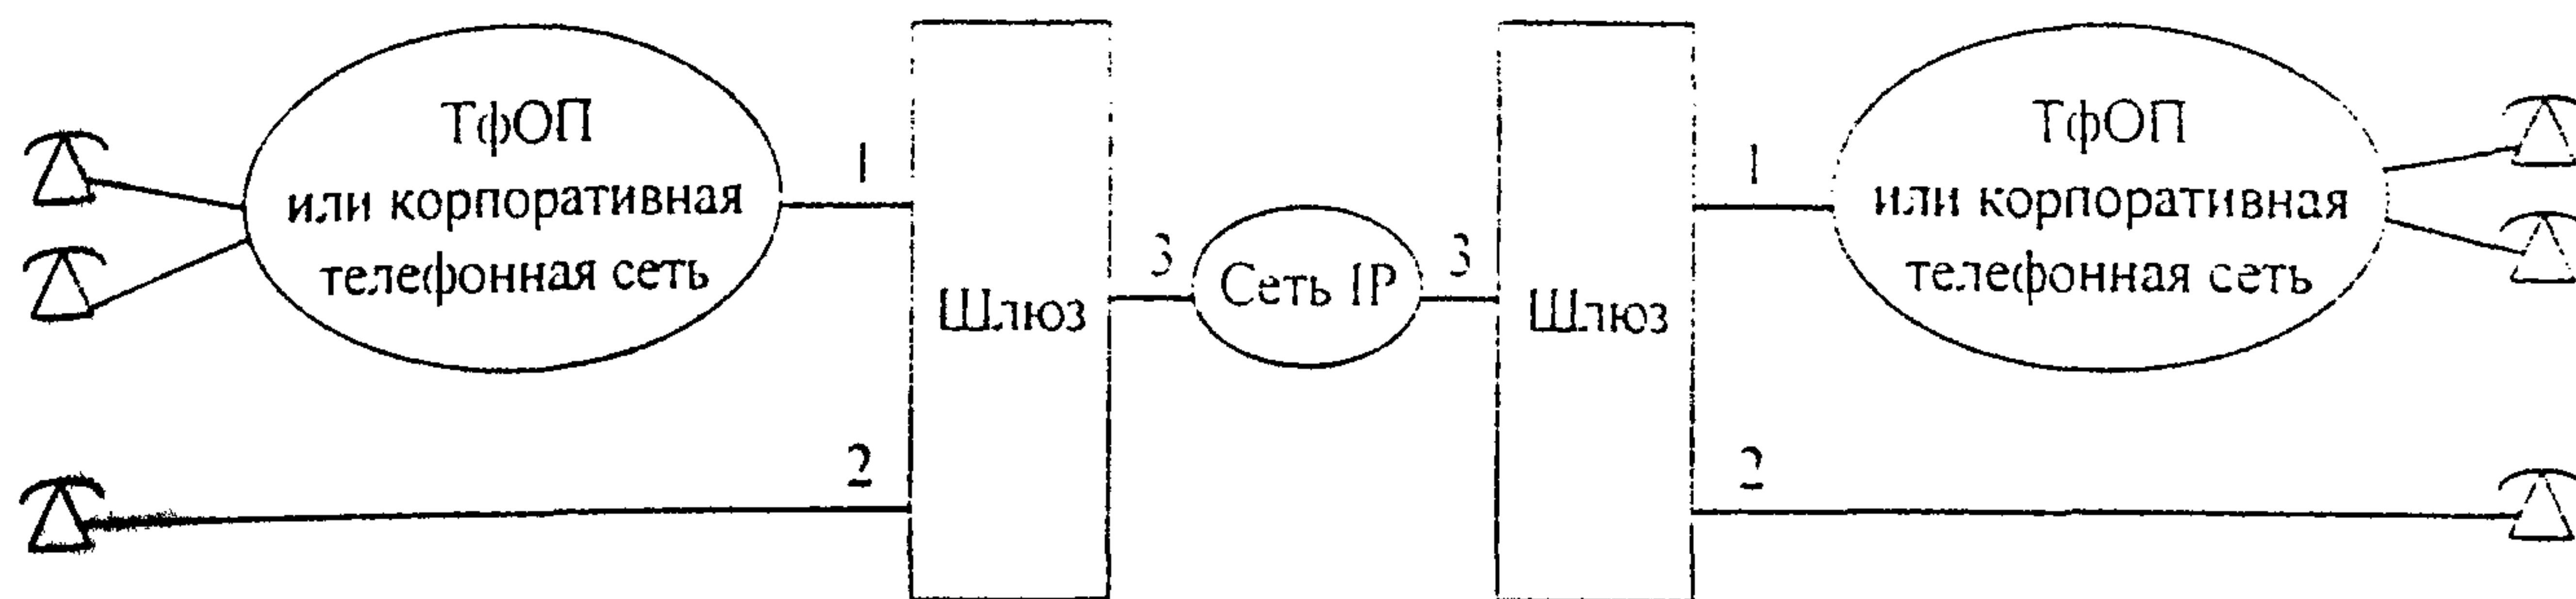 ТфОП
или корпоративная
телефонная сеть
1
2
Шлюз
3
Сеть IP
3
Шлюз
1
2
ТфОП
или корпоративная
телефонная сеть